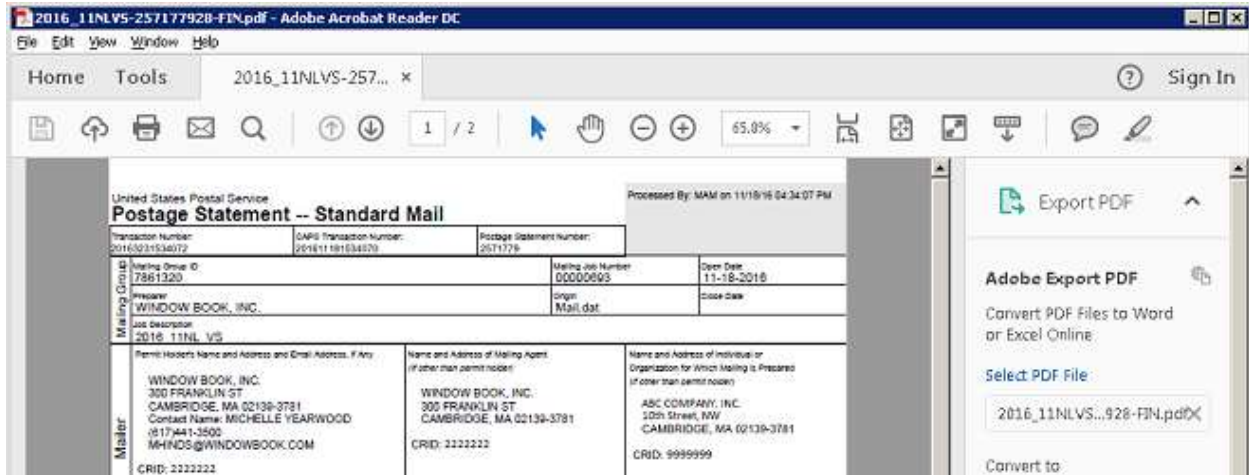 2016_11NLVS-257177928-FIN.pdf - Adobe Acrobat Reader DC
File Edit View Window Help
Home Tools 2016_11NLVS-257... × ? Sign In
1 / 2 65.8%
Export PDF
Adobe Export PDF
Convert PDF Files to Word
or Excel Online
Select PDF File
2016_11NLVS...928-FIN.pdf X
Convert to
United States Postal Service
Postage Statement -- Standard Mail
Processed By: MAM on 11/18/16 04:34:07 PM
Transaction Number: CAPS Transaction Number: Postage Statement Number:
20163231534072 201611181534070 2571779
Mailing Group
Mailing Group ID Mailing Job Number Open Date
7861320 00000693 11-18-2016
Preparer Origin Close Date
WINDOW BOOK, INC. Mail.dat
Job Description
2016_11NL_VS
Mailer
Permit Holder's Name and Address and Email Address, If Any
WINDOW BOOK, INC.
300 FRANKLIN ST
CAMBRIDGE, MA 02139-3781
Contact Name: MICHELLE YEARWOOD
(617)441-3500
MHINDS@WINDOWBOOK.COM
CRID: 2222222
Name and Address of Mailing Agent
(If other than permit holder)
WINDOW BOOK, INC.
300 FRANKLIN ST
CAMBRIDGE, MA 02139-3781
CRID: 2222222
Name and Address of Individual or
Organization for Which Mailing is Prepared
(If other than permit holder)
ABC COMPANY, INC.
10th Street, NW
CAMBRIDGE, MA 02139-3781
CRID: 9999999